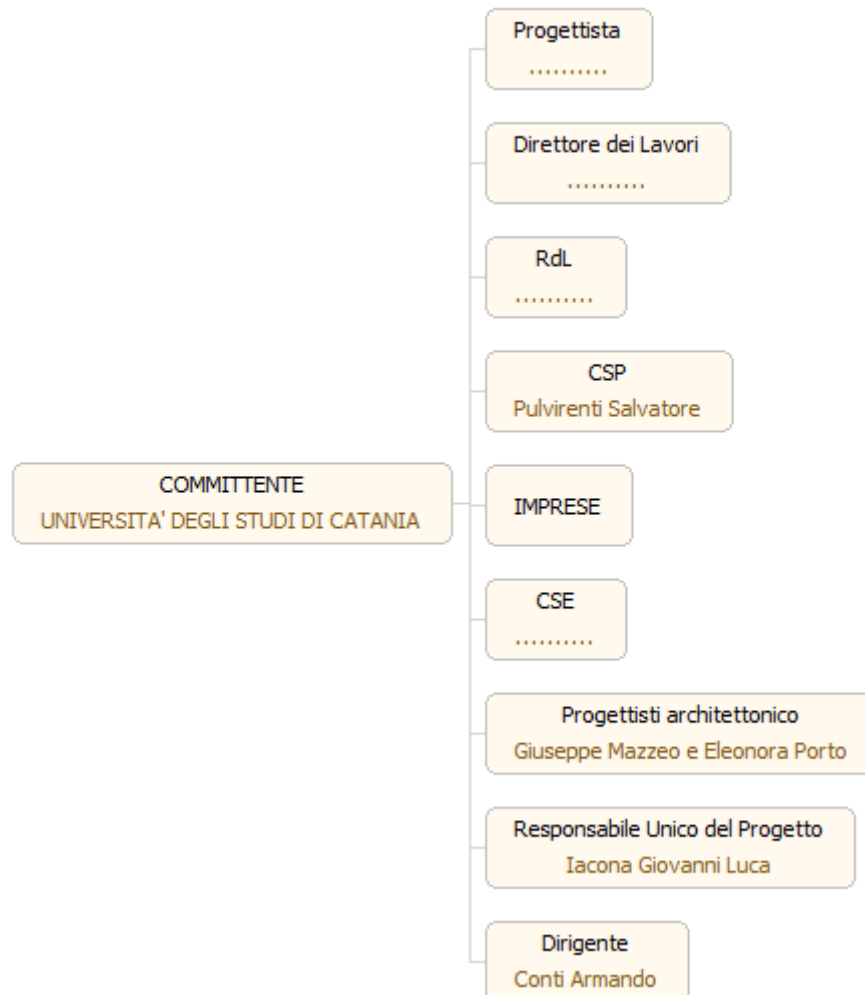 Progettista
..........
Direttore dei Lavori
..........
RdL
..........
CSP
Pulvirenti Salvatore
COMMITTENTE
UNIVERSITA' DEGLI STUDI DI CATANIA
IMPRESE
CSE
..........
Progettisti architettonico
Giuseppe Mazzeo e Eleonora Porto
Responsabile Unico del Progetto
Iacona Giovanni Luca
Dirigente
Conti Armando